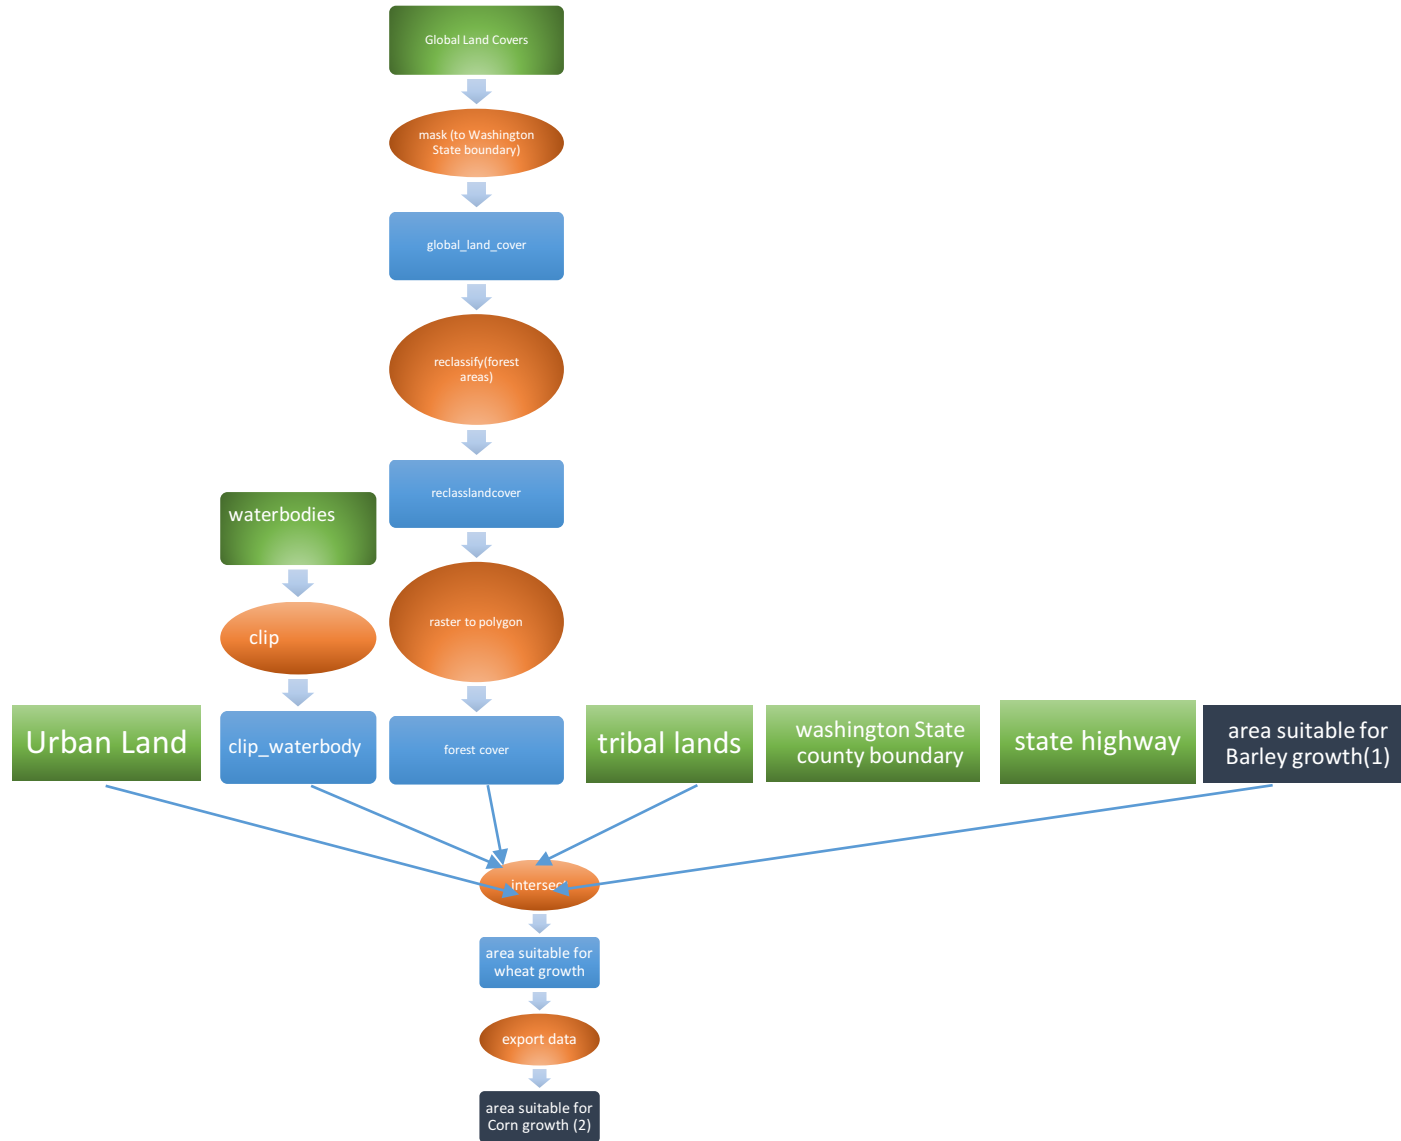 Global Land Covers
mask (to Washington
State boundary)
global_land_cover
reclassify(forest
areas)
reclasslandcover
waterbodies
raster to polygon
clip
Urban Land
clip_waterbody
forest cover
tribal lands
washington State
county boundary
state highway
area suitable for
Barley growth(1)
intersect
area suitable for
wheat growth
export data
area suitable for
Corn growth (2)